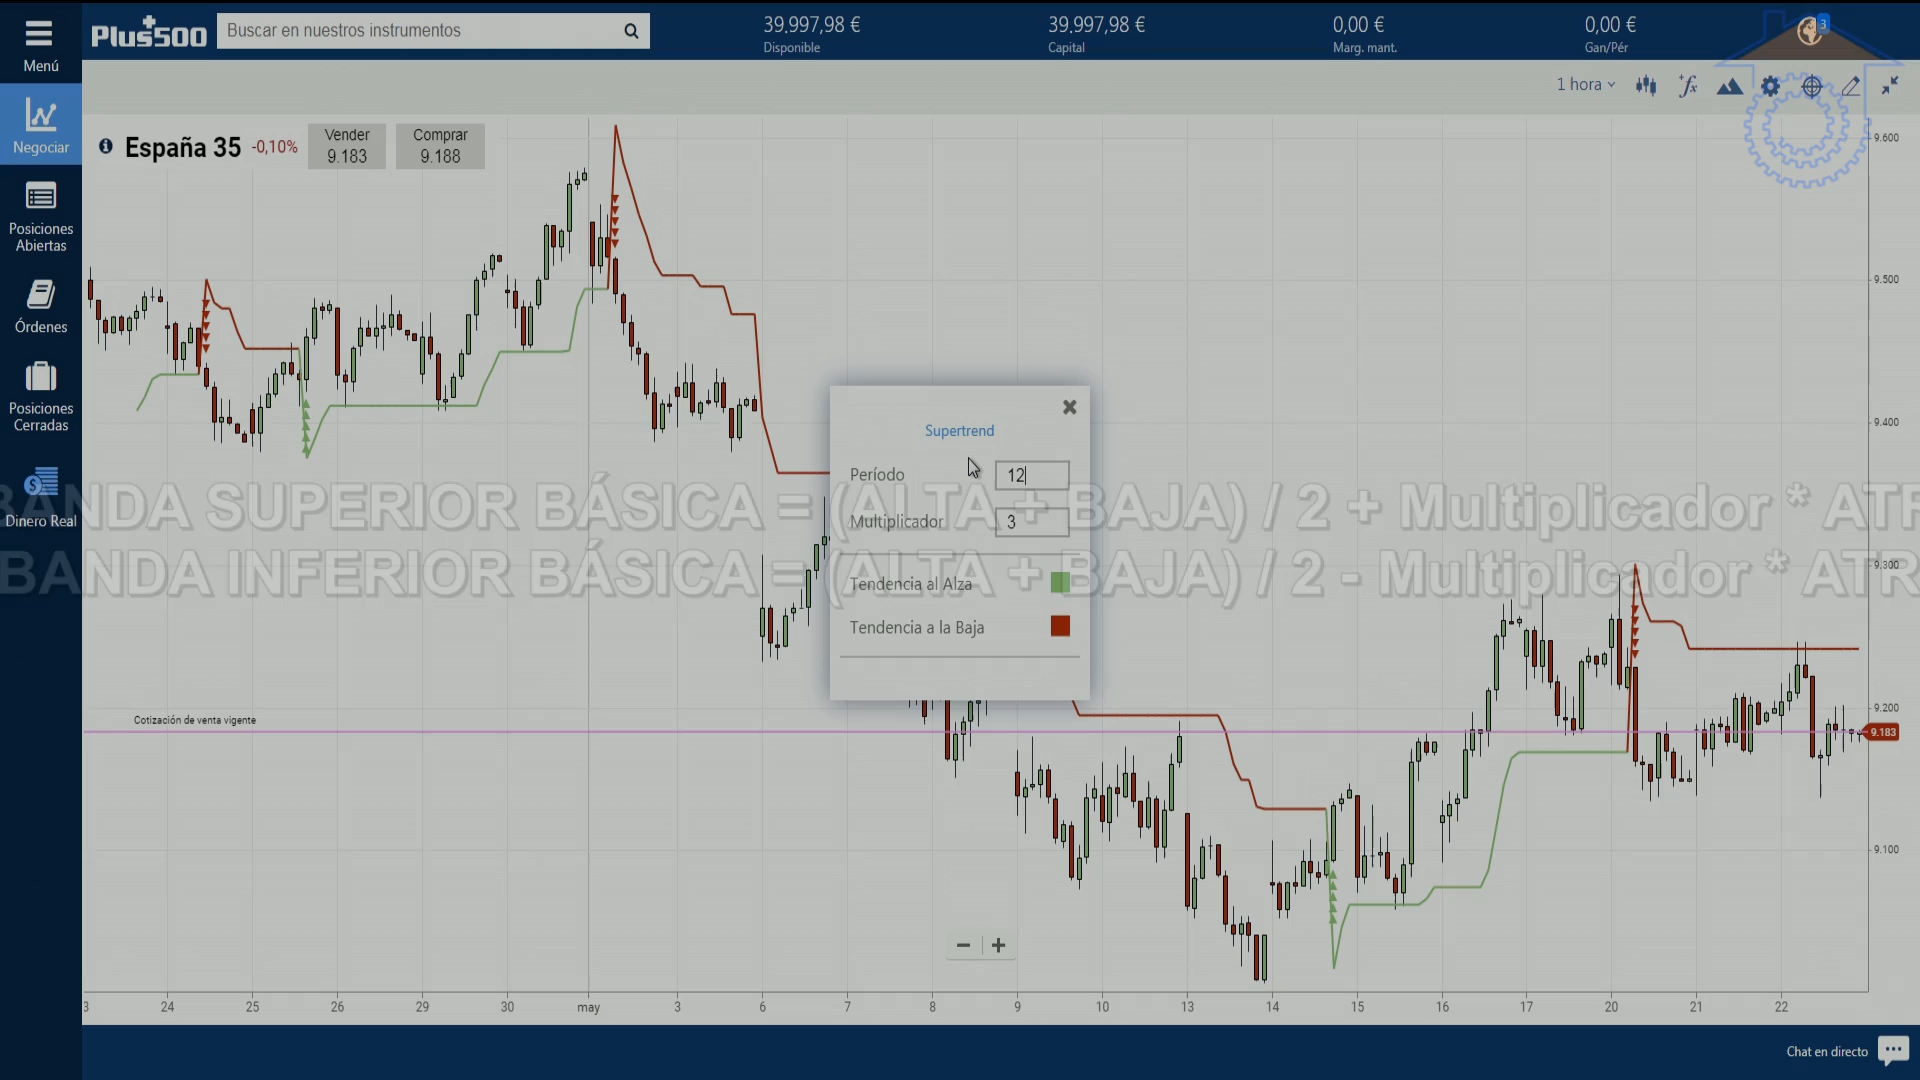 Menú
Plus500
Buscar en nuestros instrumentos
39.997,98 €
Disponible
39.997,98 €
Capital
0,00 €
Marg. mant.
0,00 €
Gan/Pér
3
1 hora
fx
Negociar
España 35
-0,10%
Vender
9.183
Comprar
9.188
Posiciones
Abiertas
Órdenes
Posiciones
Cerradas
Dinero Real
Supertrend
Período
12
Multiplicador
3
Tendencia al Alza
Tendencia a la Baja
BANDA SUPERIOR BÁSICA = (ALTA + BAJA) / 2 + Multiplicador * ATR
BANDA INFERIOR BÁSICA = (ALTA + BAJA) / 2 - Multiplicador * ATR
Cotización de venta vigente
9.600
9.500
9.400
9.300
9.200
9.183
9.100
3 24 25 26 29 30 may 3 6 7 8 9 10 13 14 15 16 17 20 21 22
Chat en directo